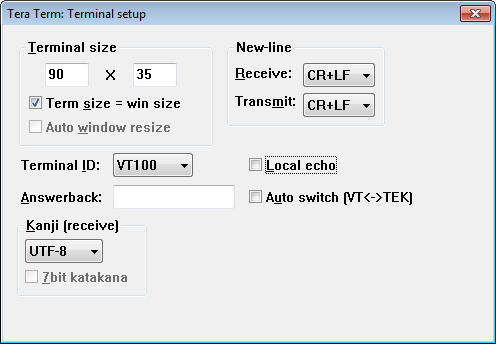 Tera Term: Terminal setup
Terminal size
90 X 35
Term size = win size
Auto window resize
New-line
Receive: CR+LF
Transmit: CR+LF
Terminal ID: VT100
Local echo
Answerback:
Auto switch (VT<->TEK)
Kanji (receive)
UTF-8
7bit katakana